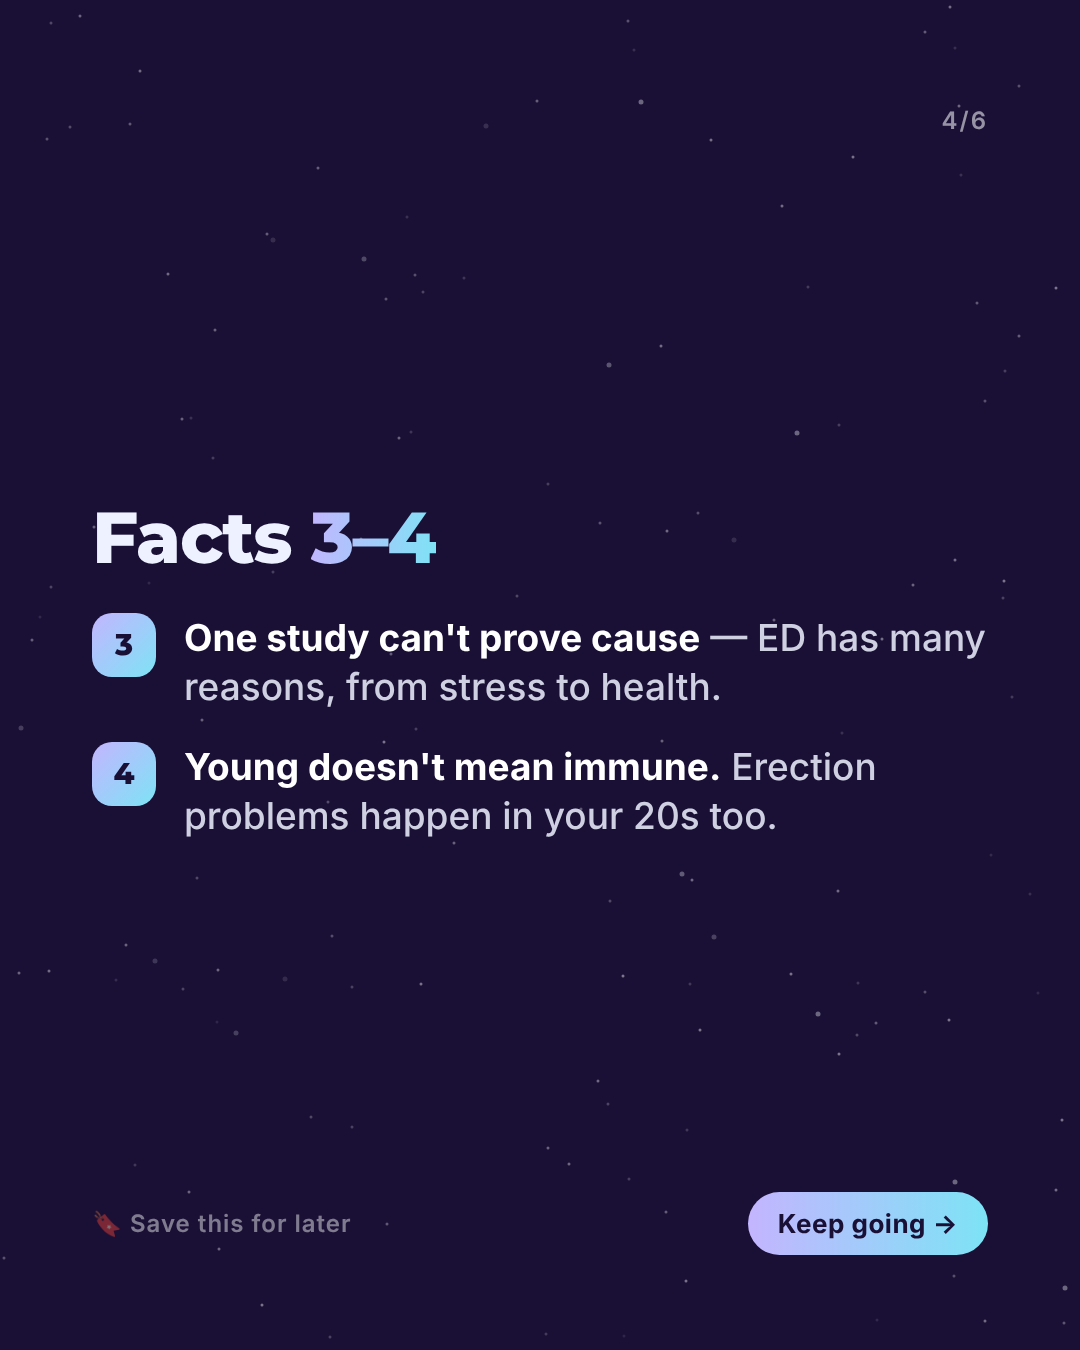 4/6
Facts 3–4
3
One study can't prove cause — ED has many
reasons, from stress to health.
4
Young doesn't mean immune. Erection
problems happen in your 20s too.
🔖 Save this for later
Keep going →